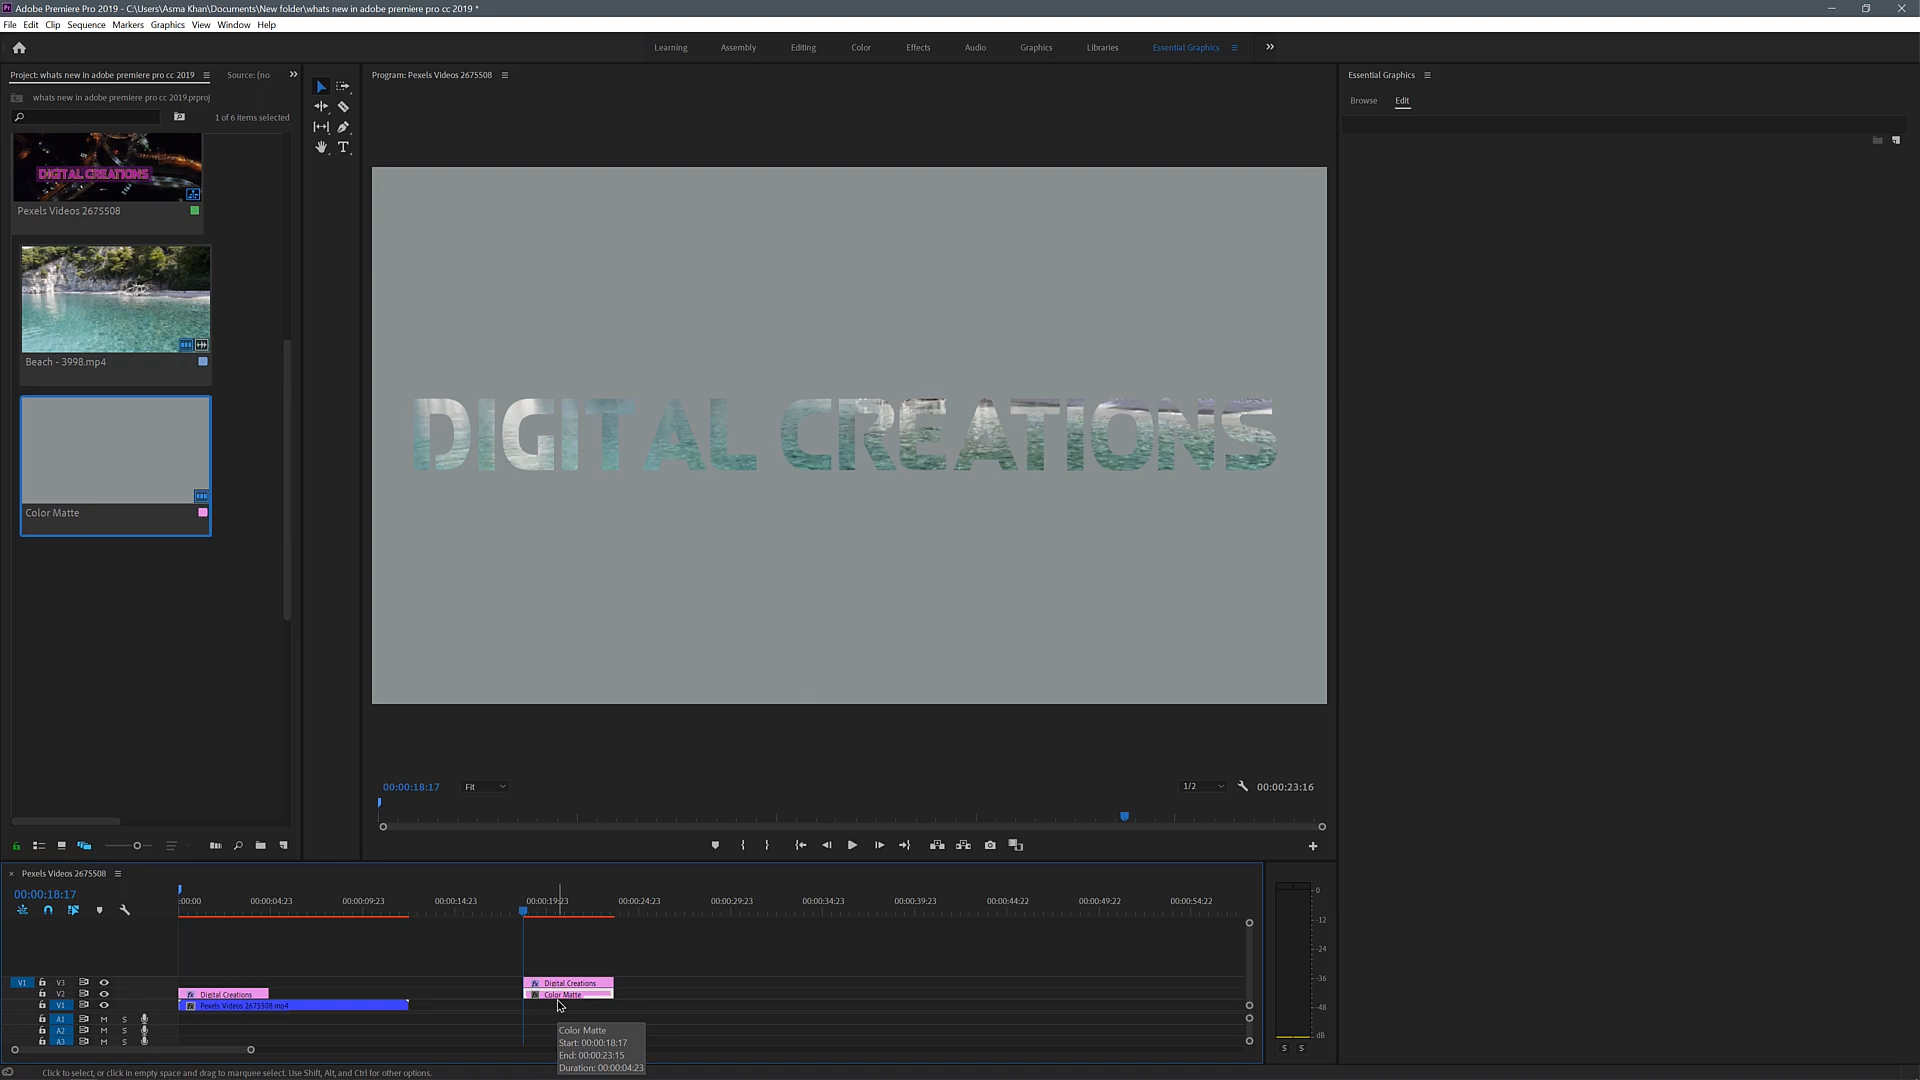 Adobe Premiere Pro 2019 - C:\Users\Asma Khan\Documents\New folder\whats new in adobe premiere pro cc 2019 *
File Edit Clip Sequence Markers Graphics View Window Help
Learning Assembly Editing Color Effects Audio Graphics Libraries Essential Graphics
Project: whats new in adobe premiere pro cc 2019 Source: (no
Program: Pexels Videos 2675508
Essential Graphics
whats new in adobe premiere pro cc 2019.prproj
Browse Edit
1 of 6 items selected
DIGITAL CREATIONS
Pexels Videos 2675508
Beach - 3998.mp4
Color Matte
DIGITAL CREATIONS
00:00:18:17 Fit 1/2 00:00:23:16
Pexels Videos 2675508
00:00:18:17
:00:00 00:00:04:23 00:00:09:23 00:00:14:23 00:00:19:23 00:00:24:23 00:00:29:23 00:00:34:23 00:00:39:23 00:00:44:22 00:00:49:22 00:00:54:22
V1 V3 Digital Creations
V2 Digital Creations Color Matte
V1 Pexels Videos 2675508.mp4
A1 M S
A2 M S
A3 M S
Color Matte
Start: 00:00:18:17
End: 00:00:23:15
Duration: 00:00:04:23
0
-12
-24
-36
-48
dB
S S
Click to select, or click in empty space and drag to marquee select. Use Shift, Alt, and Ctrl for other options.